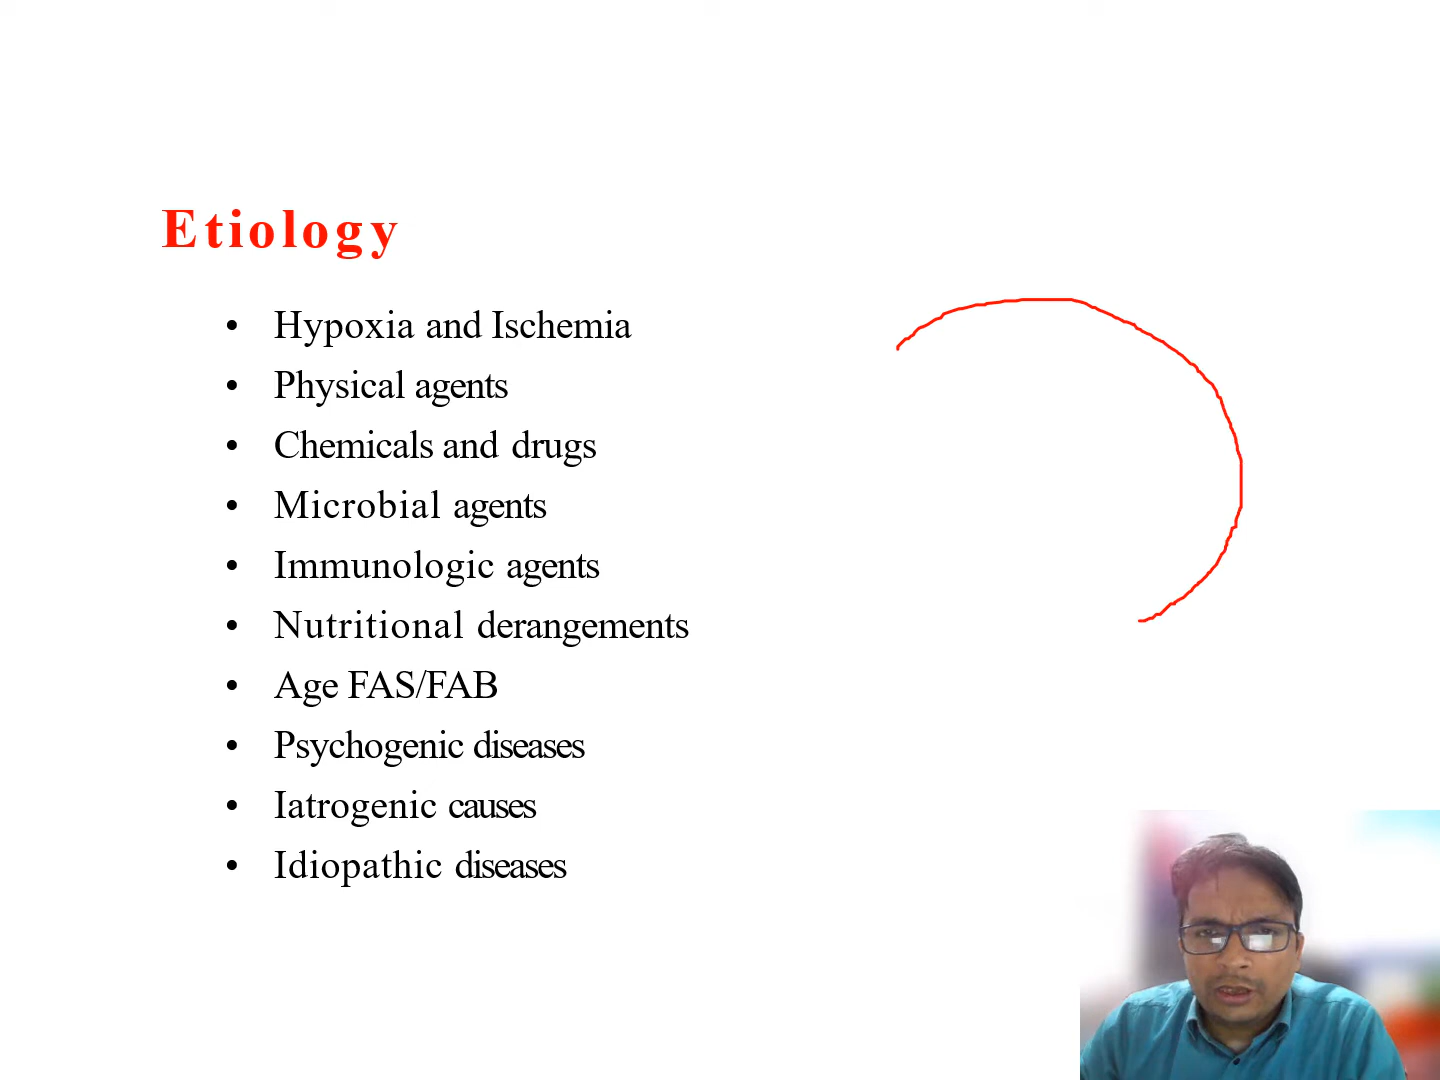 Etiology
• Hypoxia and Ischemia
• Physical agents
• Chemicals and drugs
• Microbial agents
• Immunologic agents
• Nutritional derangements
• Age FAS/FAB
• Psychogenic diseases
• Iatrogenic causes
• Idiopathic diseases